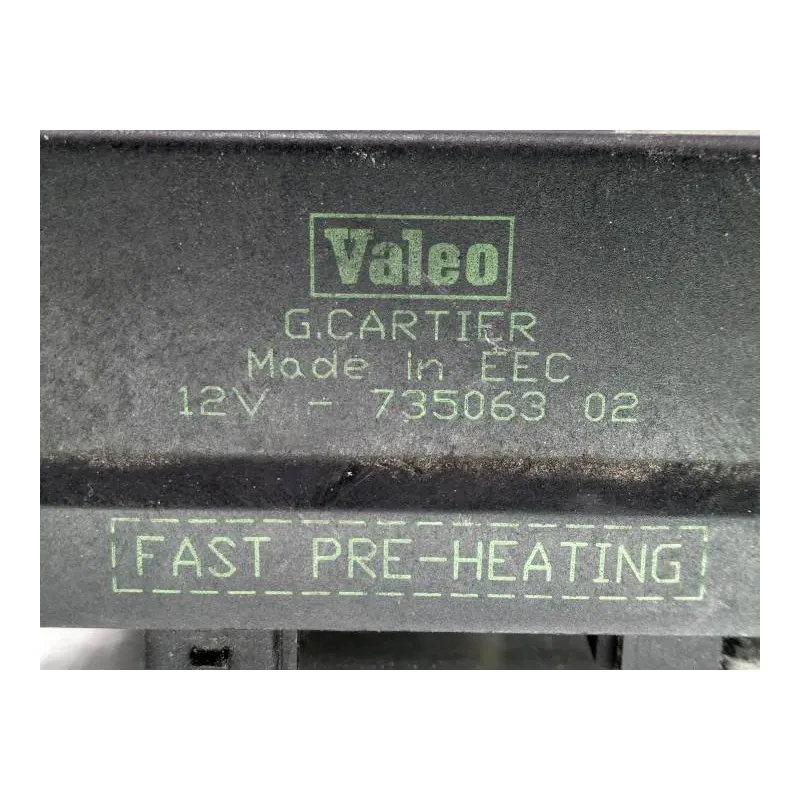 Valeo
G.CARTIER
Made in EEC
12V - 735063 02
FAST PRE-HEATING